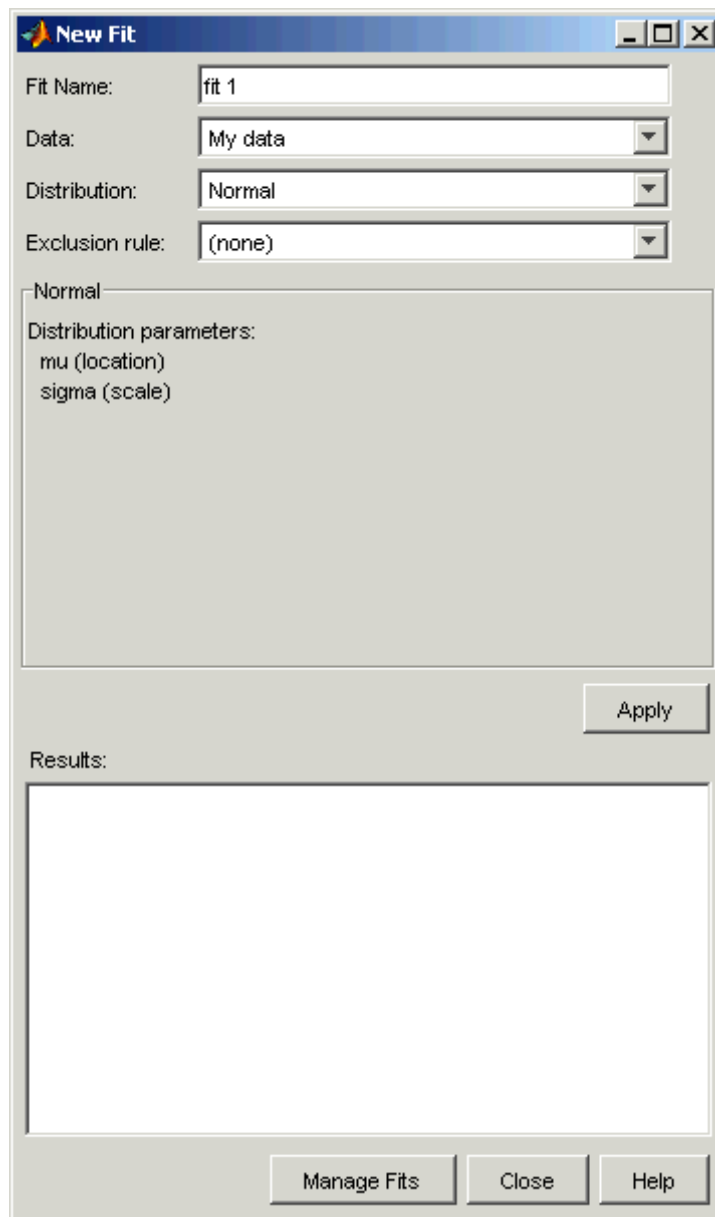 New Fit
Fit Name: fit 1
Data: My data
Distribution: Normal
Exclusion rule: (none)
Normal
Distribution parameters:
mu (location)
sigma (scale)
Apply
Results:
Manage Fits Close Help